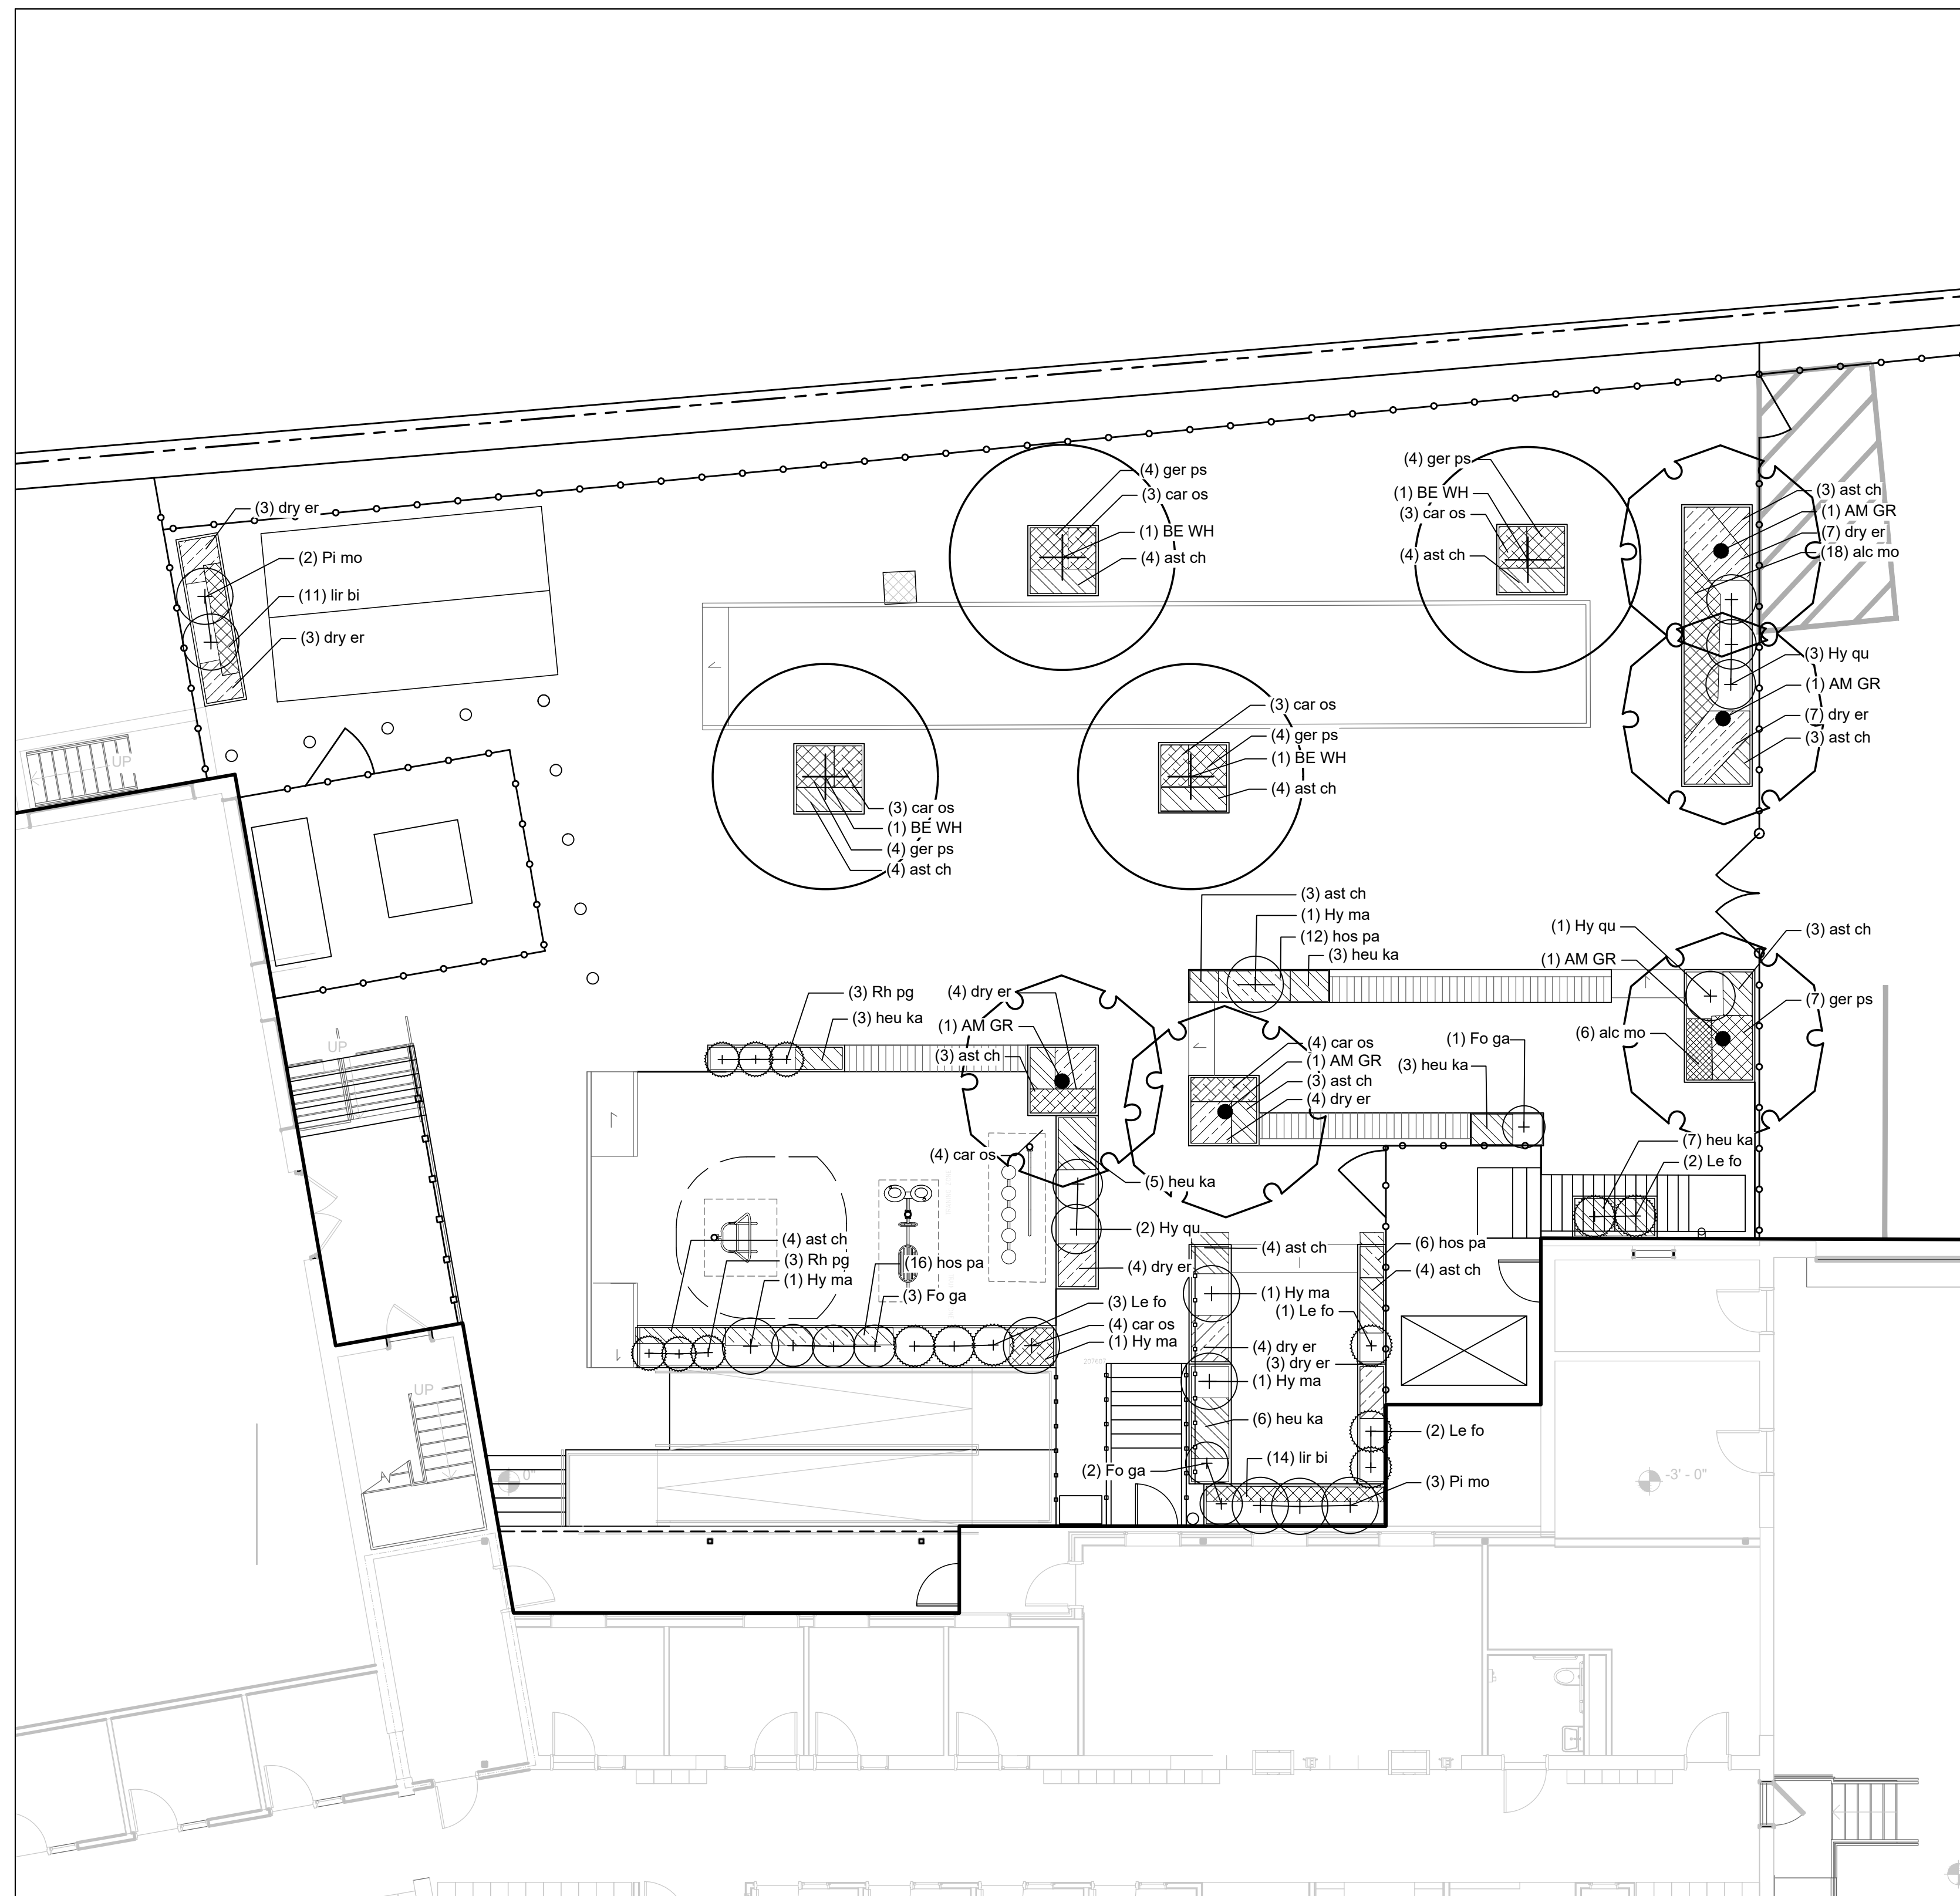 (4) ger ps
(3) car os
(1) BE WH
(4) ast ch
(4) ger ps
(1) BE WH
(3) car os
(4) ast ch
(3) ast ch
(1) AM GR
(7) dry er
(18) alc mo
(3) Hy qu
(1) AM GR
(7) dry er
(3) ast ch
(3) dry er
(2) Pi mo
(11) lir bi
(3) dry er
UP
(3) car os
(4) ger ps
(1) BE WH
(4) ast ch
(3) car os
(1) BE WH
(4) ger ps
(4) ast ch
(3) ast ch
(1) Hy ma
(12) hos pa
(3) heu ka
(1) Hy qu
(1) AM GR
(3) ast ch
(7) ger ps
(6) alc mo
(3) Rh pg
(3) heu ka
(4) dry er
(1) AM GR
(3) ast ch
(4) car os
(1) AM GR
(3) ast ch
(4) dry er
(1) Fo ga
(3) heu ka
UP
(7) heu ka
(2) Le fo
(4) car os
(5) heu ka
(2) Hy qu
(4) dry er
(4) ast ch
(3) Rh pg
(1) Hy ma
(16) hos pa
(3) Fo ga
(3) Le fo
(4) car os
(1) Hy ma
(4) ast ch
(1) Hy ma
(1) Le fo
(6) hos pa
(4) ast ch
(4) dry er
(3) dry er
(1) Hy ma
(6) heu ka
(2) Le fo
(14) lir bi
(2) Fo ga
(3) Pi mo
UP
0"
-3' - 0"